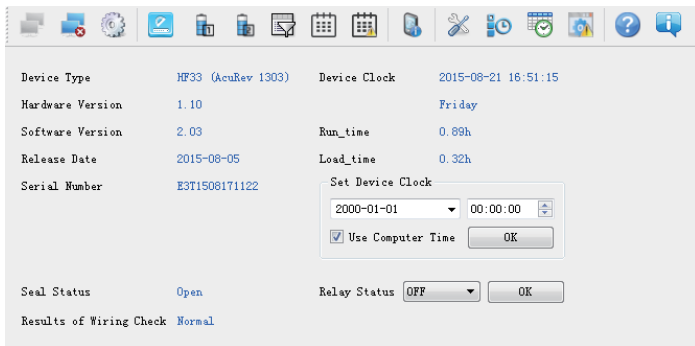 Device Type HF33 (AcuRev 1303) Device Clock 2015-08-21 16:51:15
Hardware Version 1.10 Friday
Software Version 2.03 Run_time 0.89h
Release Date 2015-08-05 Load_time 0.32h
Serial Number E3T1508171122 Set Device Clock
2000-01-01 00:00:00
Use Computer Time OK
Seal Status Open Relay Status OFF OK
Results of Wiring Check Normal